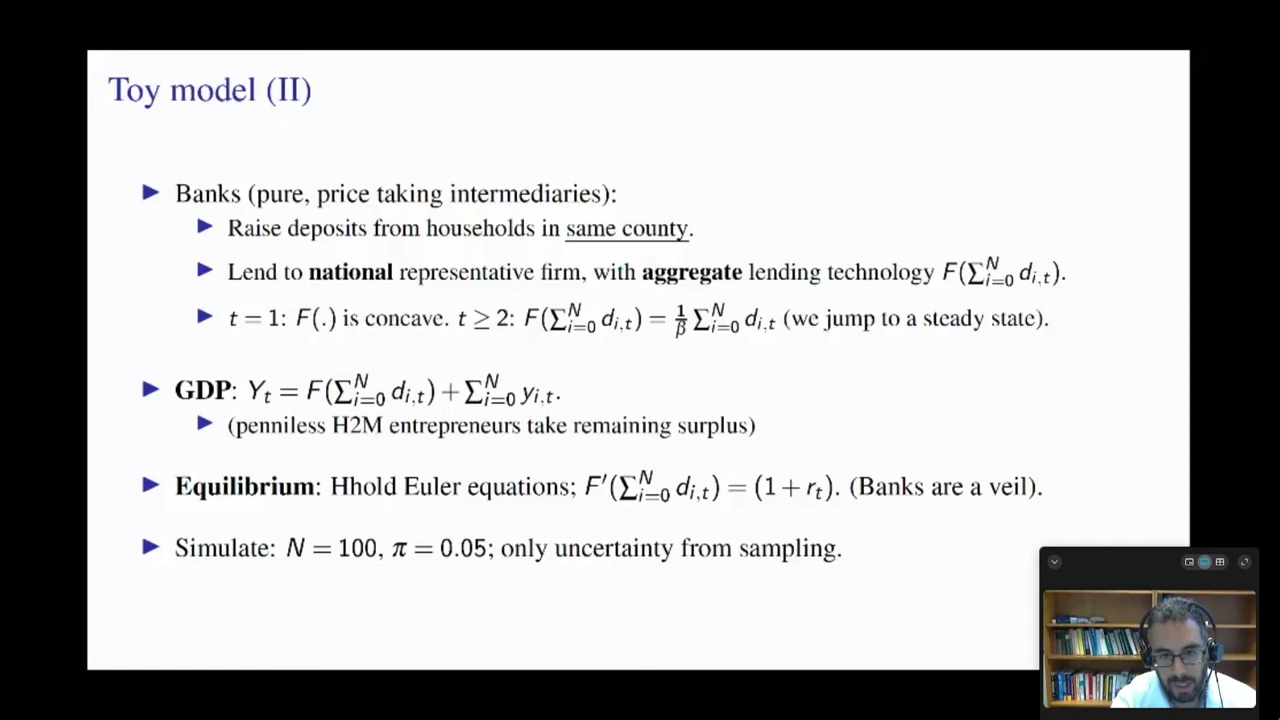 Toy model (II)
▶ Banks (pure, price taking intermediaries):
▶ Raise deposits from households in same county.
▶ Lend to national representative firm, with aggregate lending technology F(∑_{i=0}^N d_{i,t}).
▶ t = 1: F(.) is concave. t ≥ 2: F(∑_{i=0}^N d_{i,t}) = \frac{1}{β} ∑_{i=0}^N d_{i,t} (we jump to a steady state).
▶ GDP: Y_t = F(∑_{i=0}^N d_{i,t}) + ∑_{i=0}^N y_{i,t}.
▶ (penniless H2M entrepreneurs take remaining surplus)
▶ Equilibrium: Hhold Euler equations; F′(∑_{i=0}^N d_{i,t}) = (1 + r_t). (Banks are a veil).
▶ Simulate: N = 100, π = 0.05; only uncertainty from sampling.